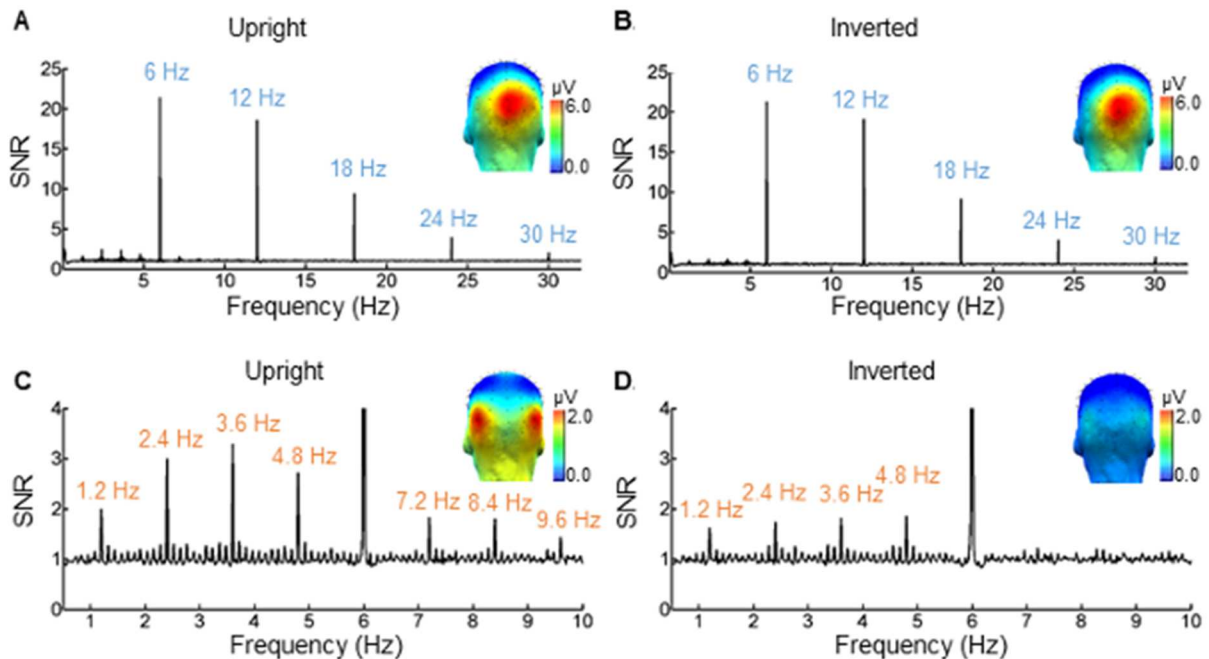 A
Upright
25
20
15
10
5
0
SNR
6 Hz
12 Hz
18 Hz
24 Hz
30 Hz
µV
6.0
0.0
5 10 15 20 25 30
Frequency (Hz)
B
Inverted
25
20
15
10
5
0
SNR
6 Hz
12 Hz
18 Hz
24 Hz
30 Hz
µV
6.0
0.0
5 10 15 20 25 30
Frequency (Hz)
C
Upright
4
3
2
1
0
SNR
1.2 Hz
2.4 Hz
3.6 Hz
4.8 Hz
7.2 Hz
8.4 Hz
9.6 Hz
µV
2.0
0.0
1 2 3 4 5 6 7 8 9 10
Frequency (Hz)
D
Inverted
4
3
2
1
0
SNR
1.2 Hz
2.4 Hz
3.6 Hz
4.8 Hz
µV
2.0
0.0
1 2 3 4 5 6 7 8 9 10
Frequency (Hz)